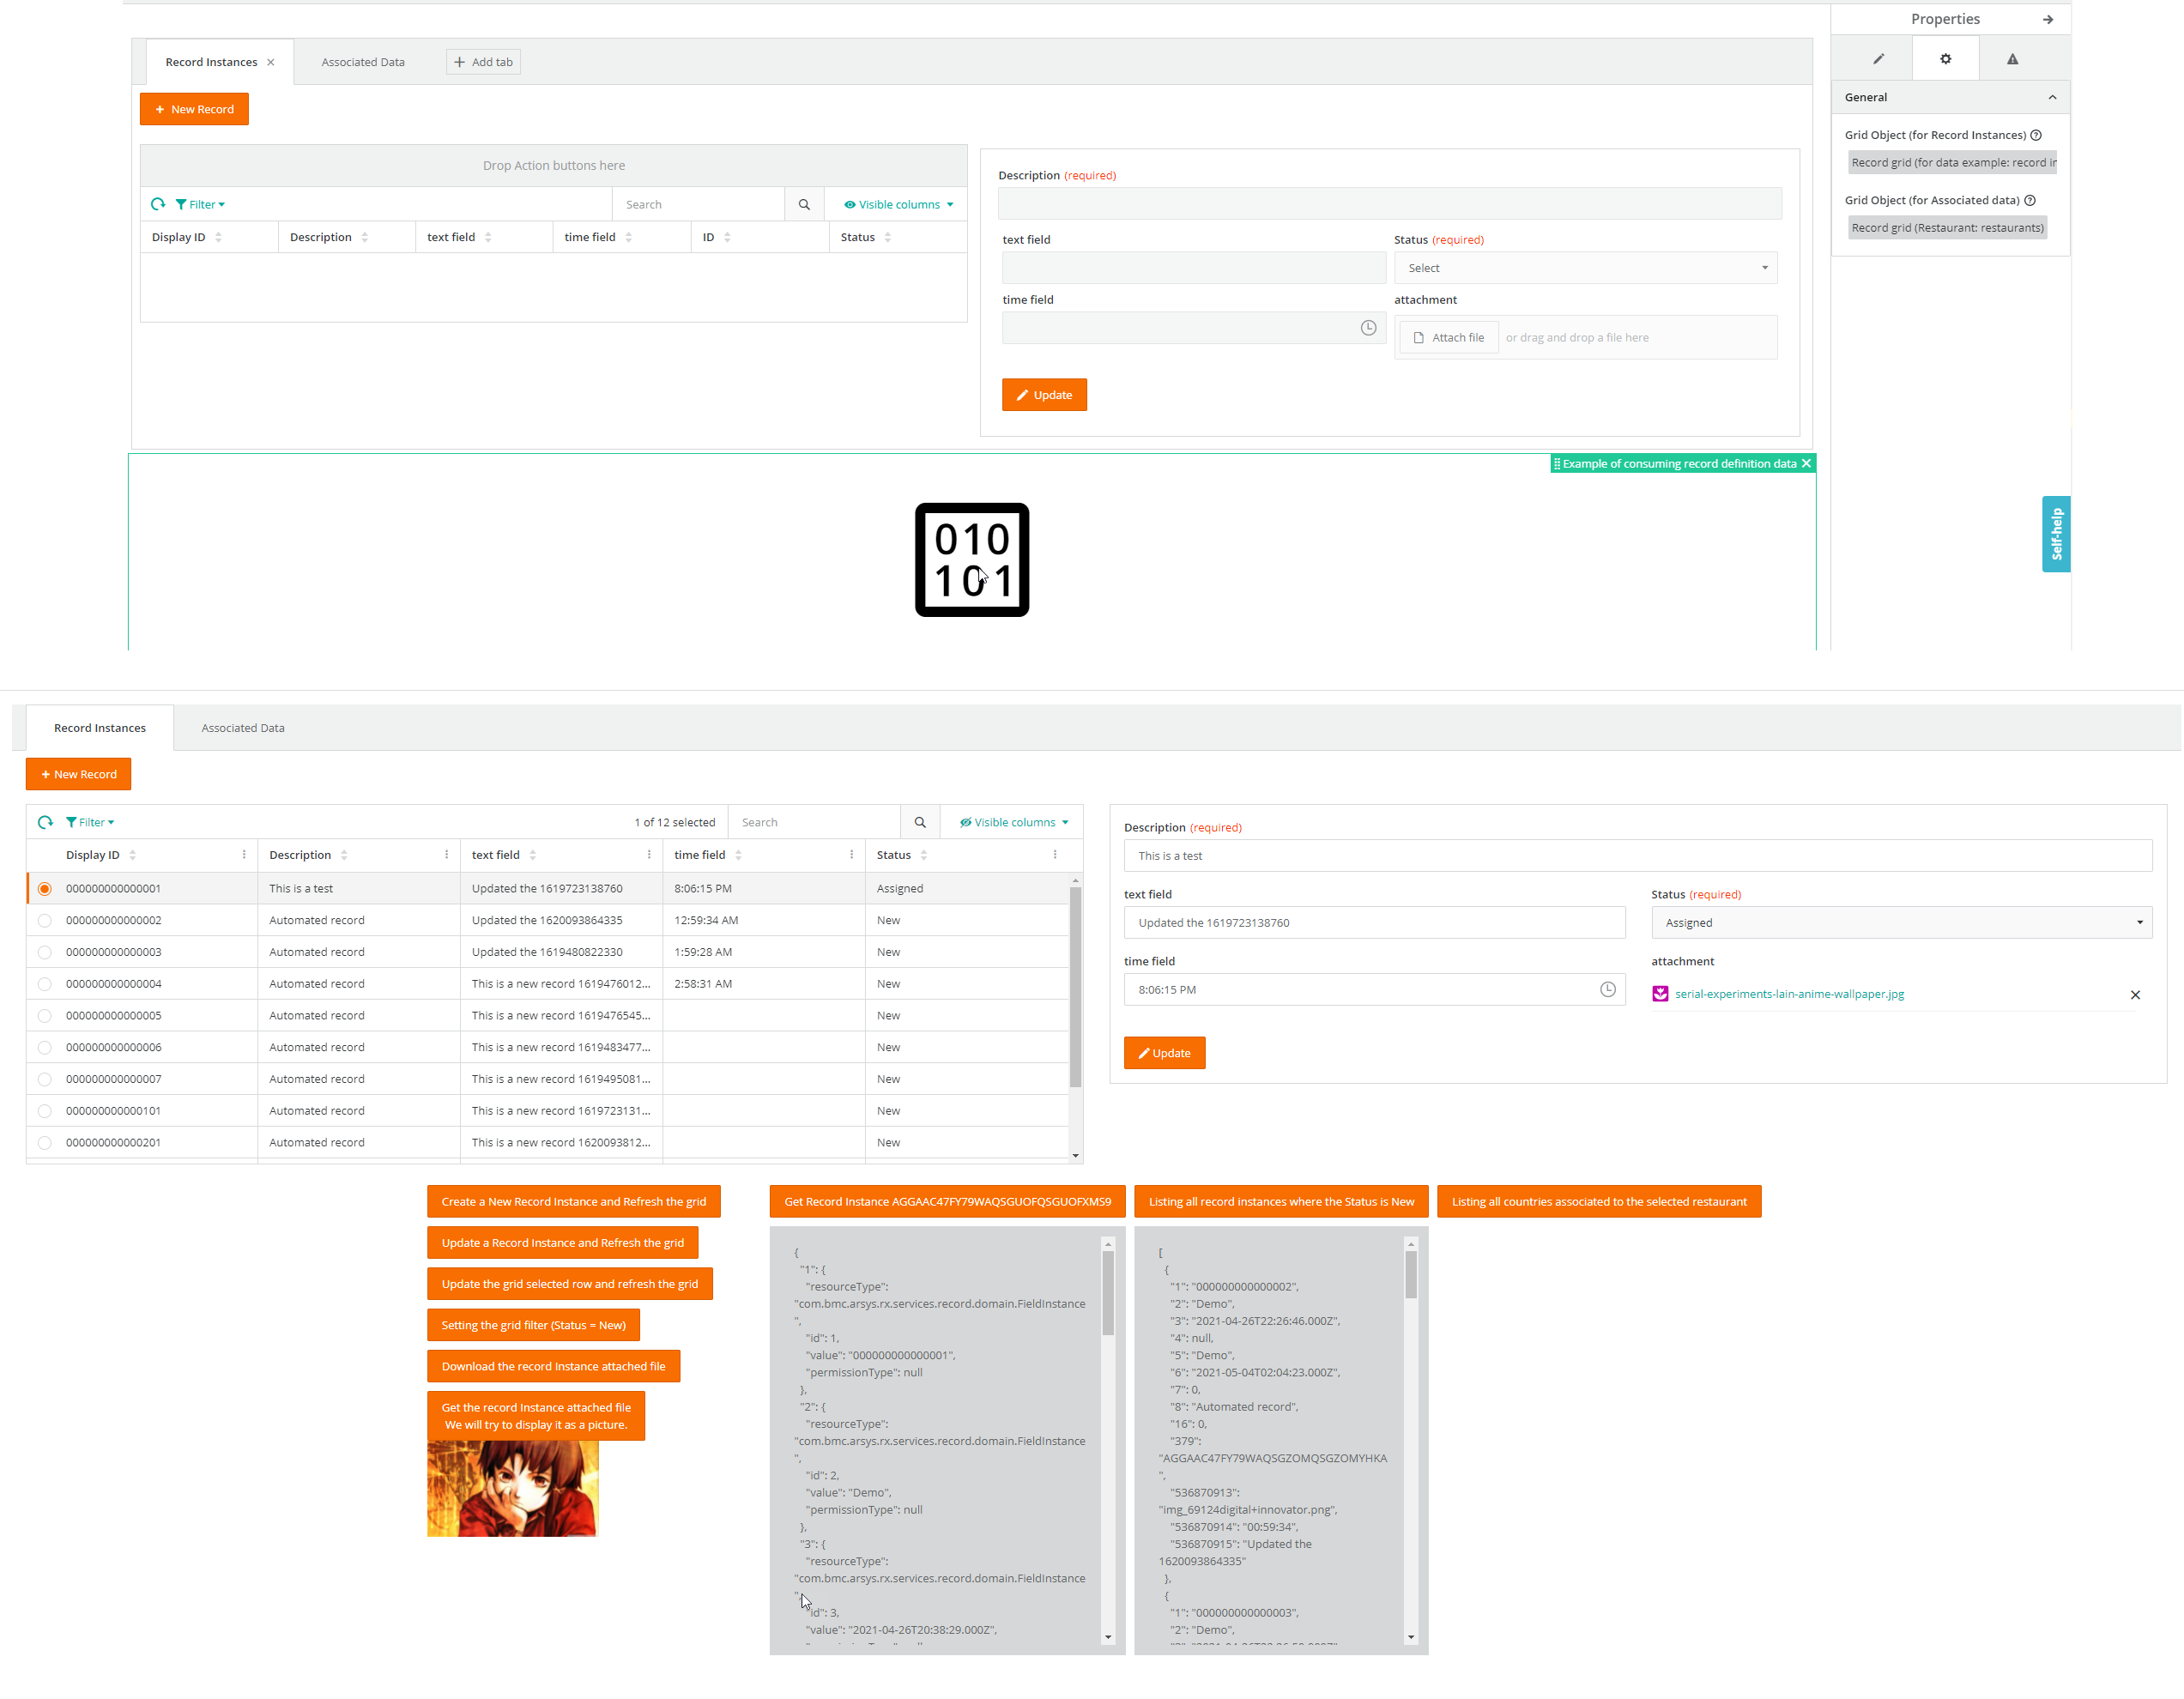 Properties
Record Instances
Associated Data
Add tab
New Record
General
Grid Object (for Record Instances)
Record grid (for data example: record in
Grid Object (for Associated data)
Record grid (Restaurant: restaurants)
Drop Action buttons here
Filter
Search
Visible columns
Display ID
Description
text field
time field
ID
Status
Description (required)
text field
Status (required)
Select
time field
attachment
Attach file
or drag and drop a file here
Update
Example of consuming record definition data
010
101
Self-help
Record Instances
Associated Data
New Record
Filter
1 of 12 selected
Search
Visible columns
Display ID Description text field time field Status
000000000000001 This is a test Updated the 1619723138760 8:06:15 PM Assigned
000000000000002 Automated record Updated the 1620093864335 12:59:34 AM New
000000000000003 Automated record Updated the 1619480822330 1:59:28 AM New
000000000000004 Automated record This is a new record 1619476012... 2:58:31 AM New
000000000000005 Automated record This is a new record 1619476545... New
000000000000006 Automated record This is a new record 1619483477... New
000000000000007 Automated record This is a new record 1619495081... New
000000000000101 Automated record This is a new record 1619723131... New
000000000000201 Automated record This is a new record 1620093812... New
Description (required)
This is a test
text field
Updated the 1619723138760
Status (required)
Assigned
time field
8:06:15 PM
attachment
serial-experiments-lain-anime-wallpaper.jpg
Update
Create a New Record Instance and Refresh the grid
Update a Record Instance and Refresh the grid
Update the grid selected row and refresh the grid
Setting the grid filter (Status = New)
Download the record Instance attached file
Get the record Instance attached file
We will try to display it as a picture.
Get Record Instance AGGAAC47FY79WAQSGUOFQSGUOFXMS9
{
"1": {
"resourceType":
"com.bmc.arsys.rx.services.record.domain.FieldInstance
",
"id": 1,
"value": "000000000000001",
"permissionType": null
},
"2": {
"resourceType":
"com.bmc.arsys.rx.services.record.domain.FieldInstance
",
"id": 2,
"value": "Demo",
"permissionType": null
},
"3": {
"resourceType":
"com.bmc.arsys.rx.services.record.domain.FieldInstance
"
"id": 3,
"value": "2021-04-26T20:38:29.000Z",
Listing all record instances where the Status is New
[
{
"1": "000000000000002",
"2": "Demo",
"3": "2021-04-26T22:26:46.000Z",
"4": null,
"5": "Demo",
"6": "2021-05-04T02:04:23.000Z",
"7": 0,
"8": "Automated record",
"16": 0,
"379":
"AGGAAC47FY79WAQSGZOMQSGZOMYHKA
",
"536870913":
"img_69124digital+innovator.png",
"536870914": "00:59:34",
"536870915": "Updated the
1620093864335"
},
{
"1": "000000000000003",
"2": "Demo",
Listing all countries associated to the selected restaurant